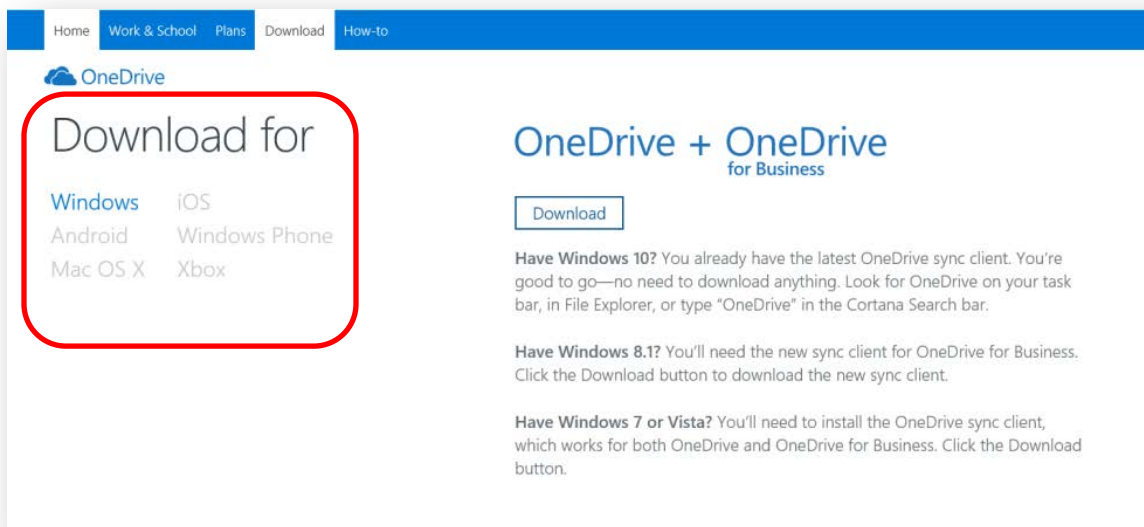 Home Work & School Plans Download How-to
OneDrive
Download for
Windows iOS
Android Windows Phone
Mac OS X Xbox
OneDrive + OneDrive
for Business
Download
Have Windows 10? You already have the latest OneDrive sync client. You’re
good to go—no need to download anything. Look for OneDrive on your task
bar, in File Explorer, or type “OneDrive” in the Cortana Search bar.
Have Windows 8.1? You’ll need the new sync client for OneDrive for Business.
Click the Download button to download the new sync client.
Have Windows 7 or Vista? You’ll need to install the OneDrive sync client,
which works for both OneDrive and OneDrive for Business. Click the Download
button.